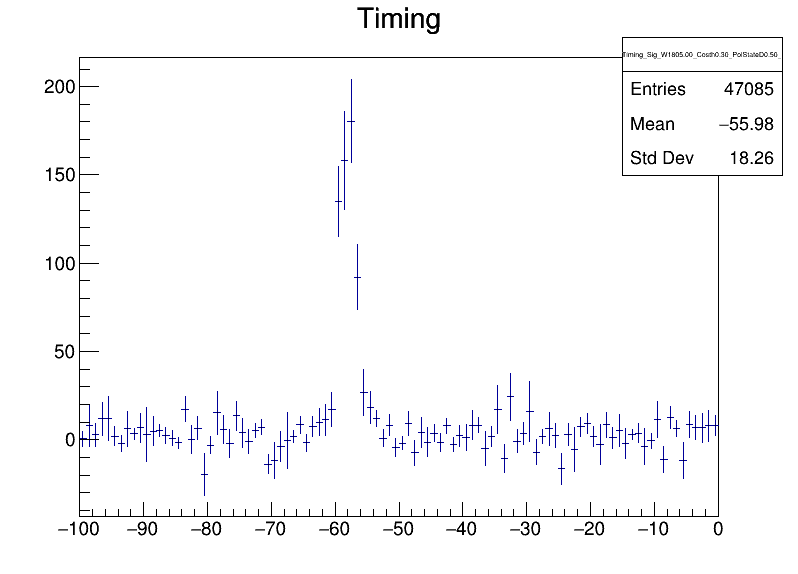 Timing
Timing_Sig_W1805.00_Costh0.30_PolStateD0.50_
Entries 47085
Mean −55.98
Std Dev 18.26
200
150
100
50
0
−100 −90 −80 −70 −60 −50 −40 −30 −20 −10 0